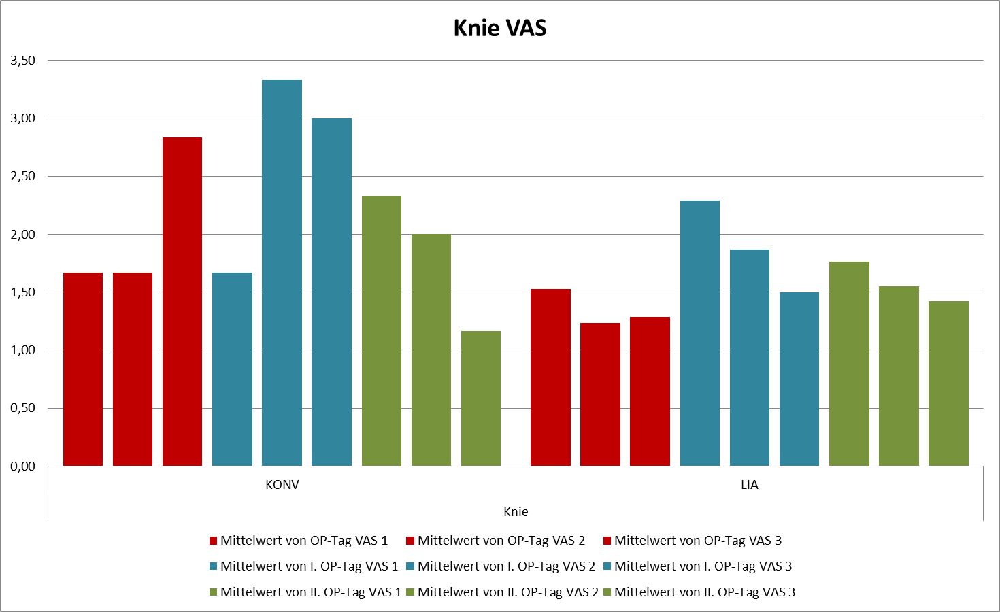 Knie VAS
3,50
3,00
2,50
2,00
1,50
1,00
0,50
0,00
KONV LIA
Knie
Mittelwert von OP-Tag VAS 1 Mittelwert von OP-Tag VAS 2 Mittelwert von OP-Tag VAS 3
Mittelwert von I. OP-Tag VAS 1 Mittelwert von I. OP-Tag VAS 2 Mittelwert von I. OP-Tag VAS 3
Mittelwert von II. OP-Tag VAS 1 Mittelwert von II. OP-Tag VAS 2 Mittelwert von II. OP-Tag VAS 3